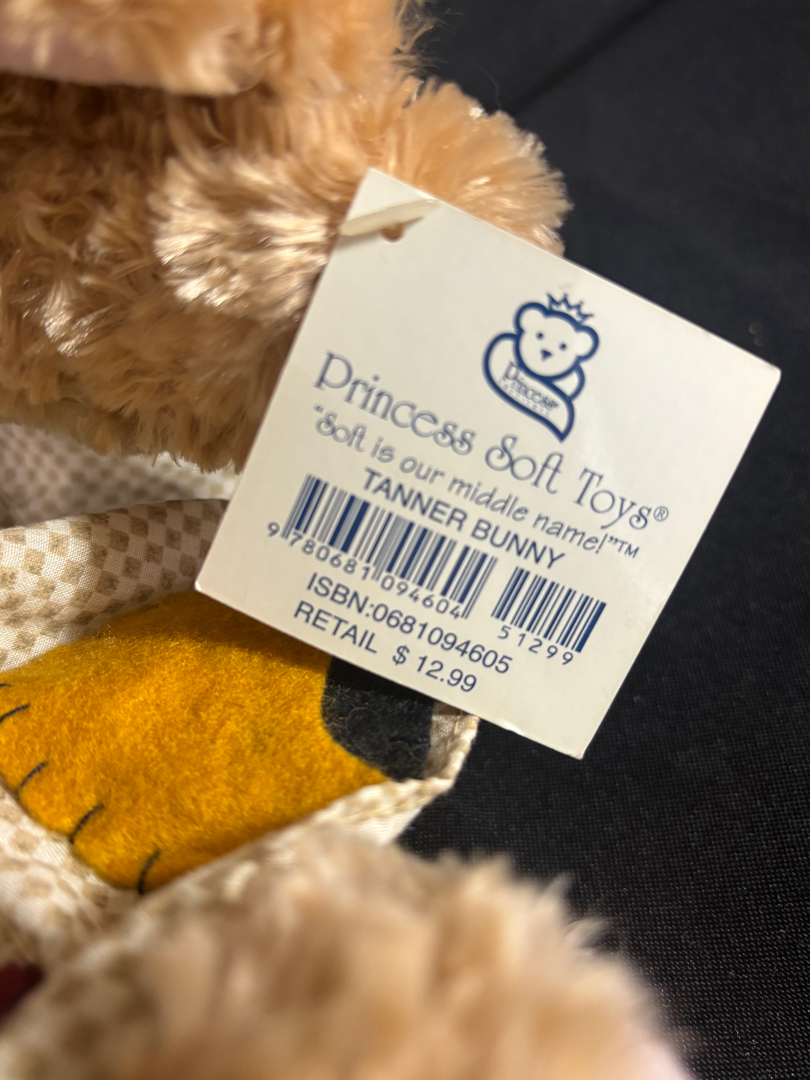 Princess
Princess Soft Toys®
"Soft is our middle name!"™
TANNER BUNNY
9 780681 094604
51299
ISBN:0681094605
RETAIL $ 12.99